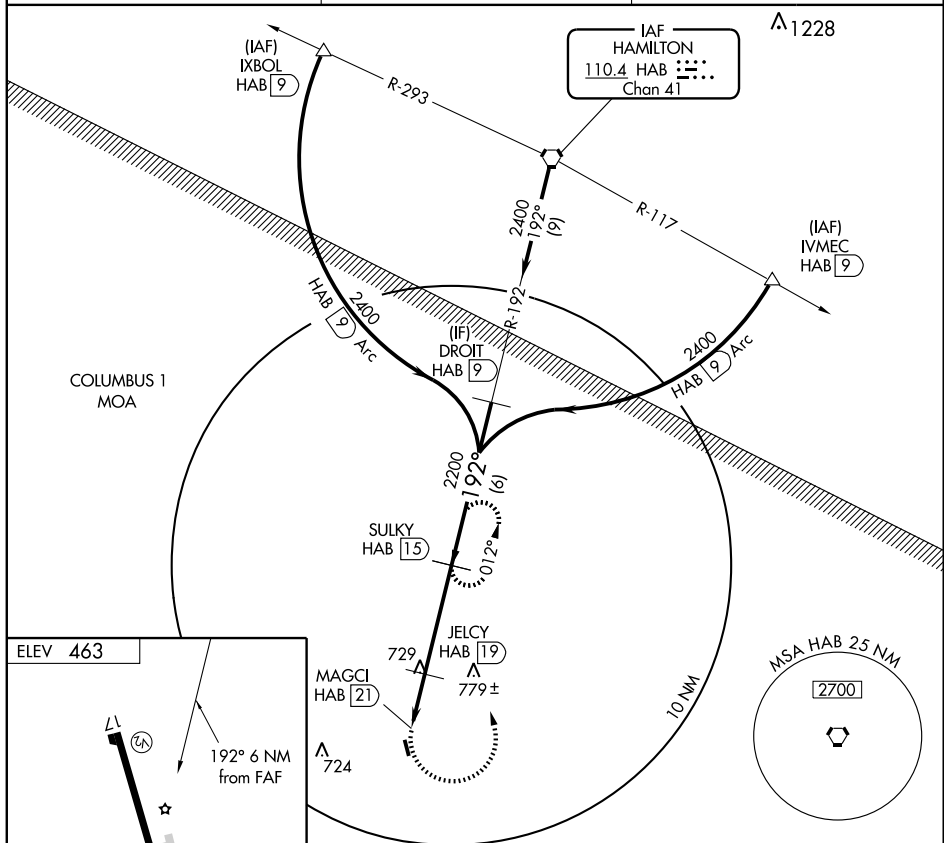 1228
IAF
HAMILTON
110.4 HAB
Chan 41
(IAF)
IXBOL
HAB 9
R-293
R-117
2400
192°
(9)
R-192
(IAF)
IVMEC
HAB 9
2400
HAB 9 Arc
2400
HAB 9 Arc
(IF)
DROIT
HAB 9
COLUMBUS 1
MOA
2200
192°
(6)
SULKY
HAB 15
012°
JELCY
HAB 19
729
779±
MAGCI
HAB 21
724
10 NM
MSA HAB 25 NM
2700
ELEV 463
17
V2
192° 6 NM
from FAF